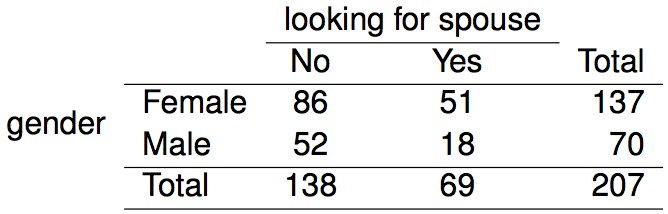 looking for spouse
No Yes Total
gender
Female 86 51 137
Male 52 18 70
Total 138 69 207